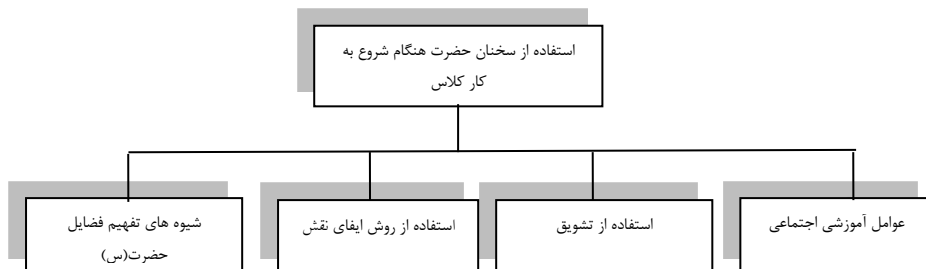 استفاده از سخنان حضرت هنگام شروع به
کار کلاس
عوامل آموزشی اجتماعی
استفاده از تشویق
استفاده از روش ایفای نقش
شیوه های تفهیم فضایل
حضرت(س)